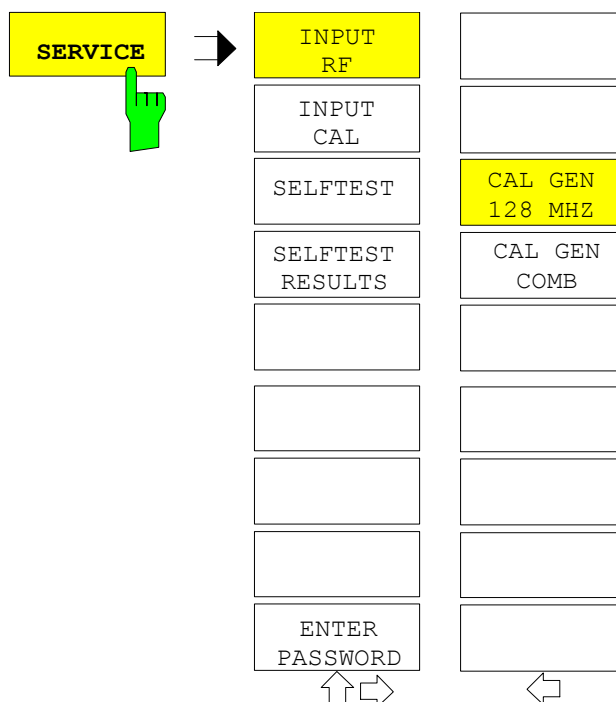 SERVICE
INPUT
RF
INPUT
CAL
SELFTEST
SELFTEST
RESULTS
ENTER
PASSWORD
CAL GEN
128 MHZ
CAL GEN
COMB